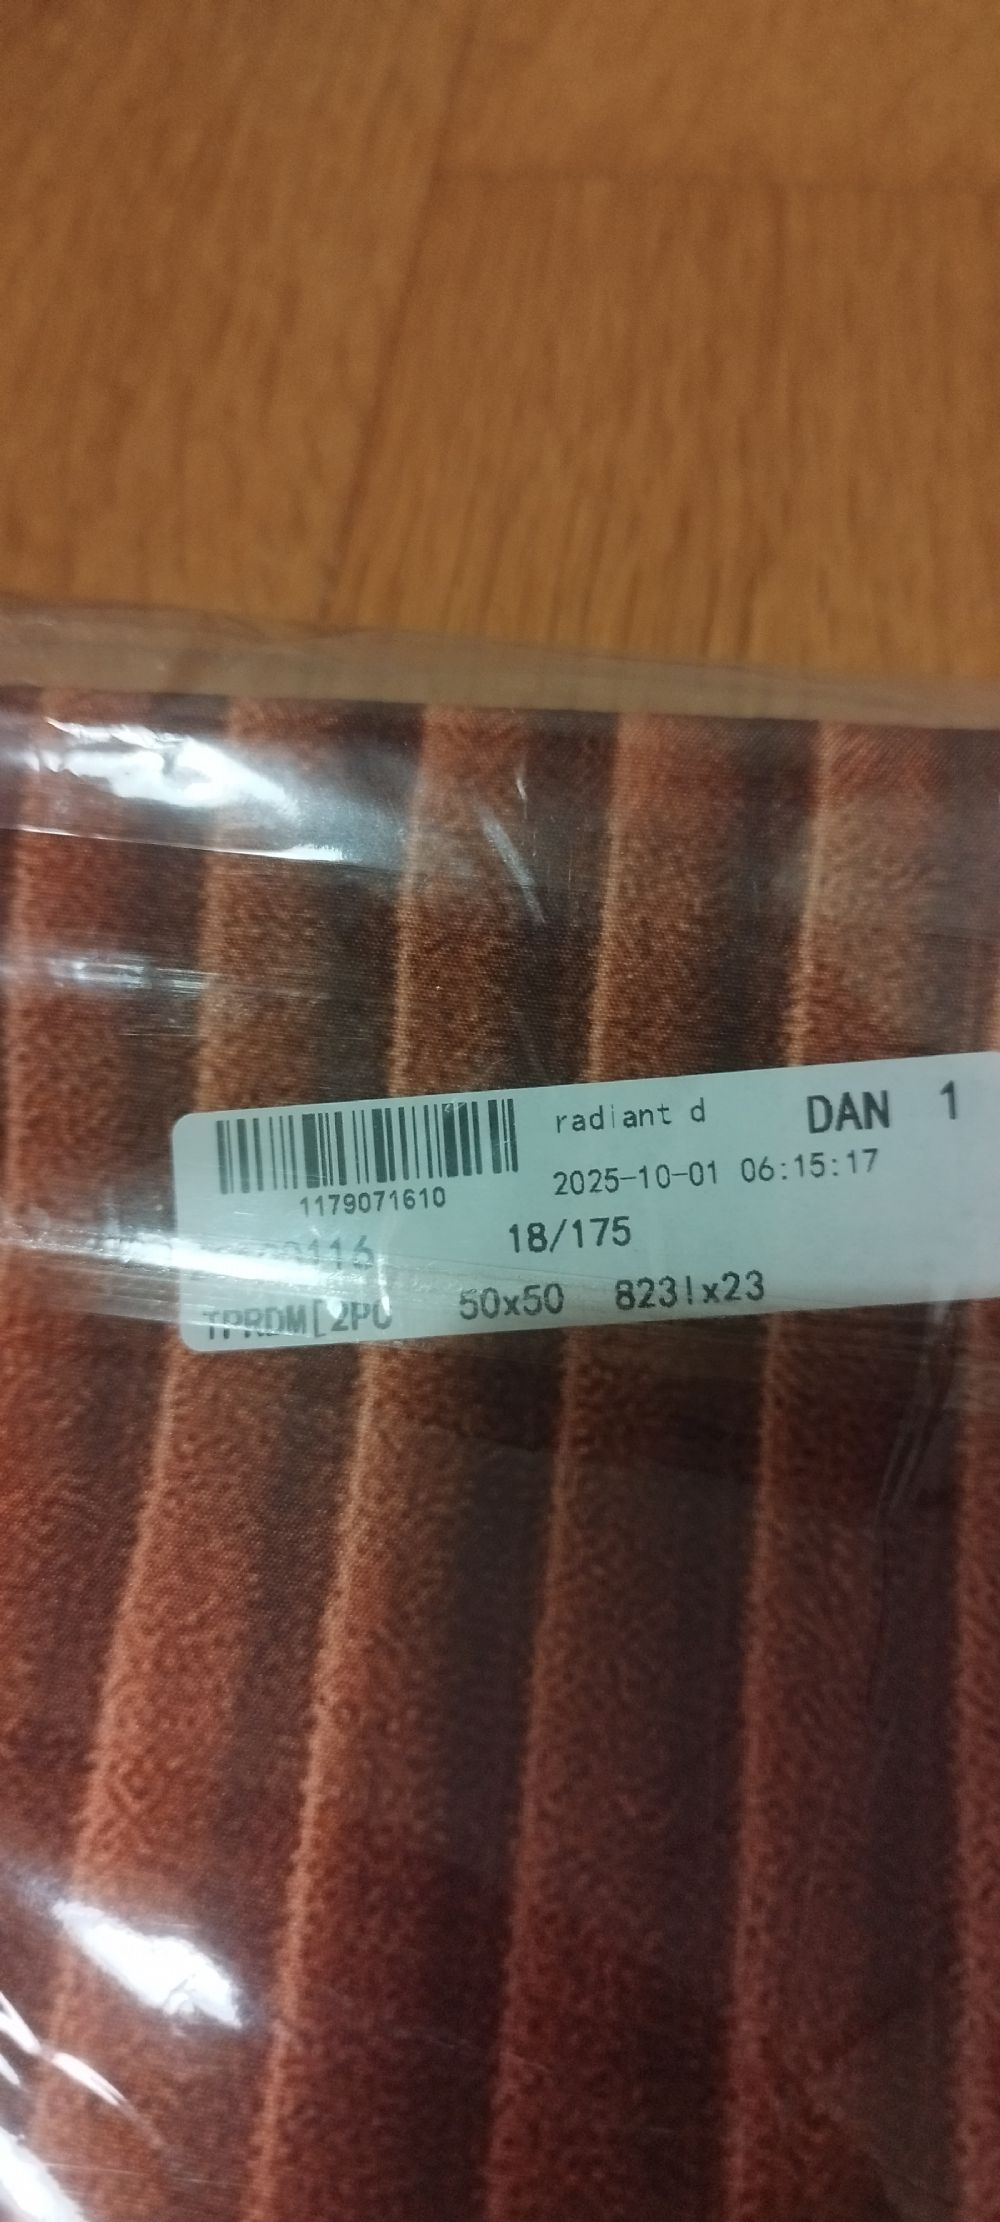 radiant d DAN 1
2025-10-01 06:15:17
1179071610
18/175
TPRDM[2PC 50x50 823!x23